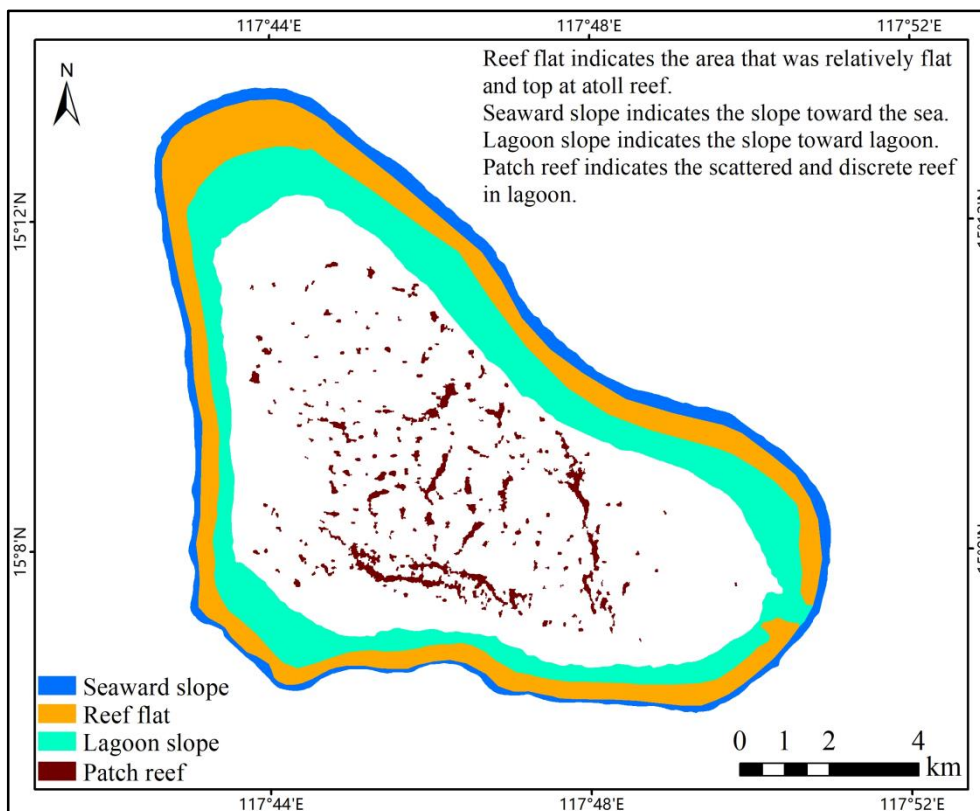 117°44'E 117°48'E 117°52'E
N
Reef flat indicates the area that was relatively flat
and top at atoll reef.
Seaward slope indicates the slope toward the sea.
Lagoon slope indicates the slope toward lagoon.
Patch reef indicates the scattered and discrete reef
in lagoon.
15°12'N
15°8'N
Seaward slope
Reef flat
Lagoon slope
Patch reef
0 1 2 4
km
117°44'E 117°48'E 117°52'E